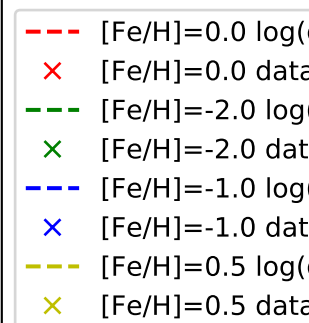 [Fe/H]=0.0 log(
[Fe/H]=0.0 data
[Fe/H]=-2.0 log
[Fe/H]=-2.0 dat
[Fe/H]=-1.0 log
[Fe/H]=-1.0 dat
[Fe/H]=0.5 log(
[Fe/H]=0.5 data